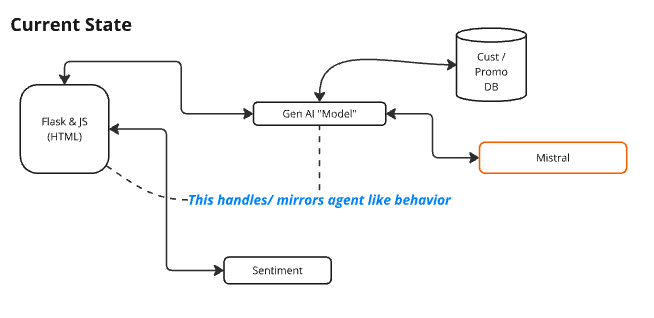 Current State
Cust /
Promo
DB
Flask & JS
(HTML)
Gen AI "Model"
Mistral
This handles/ mirrors agent like behavior
Sentiment